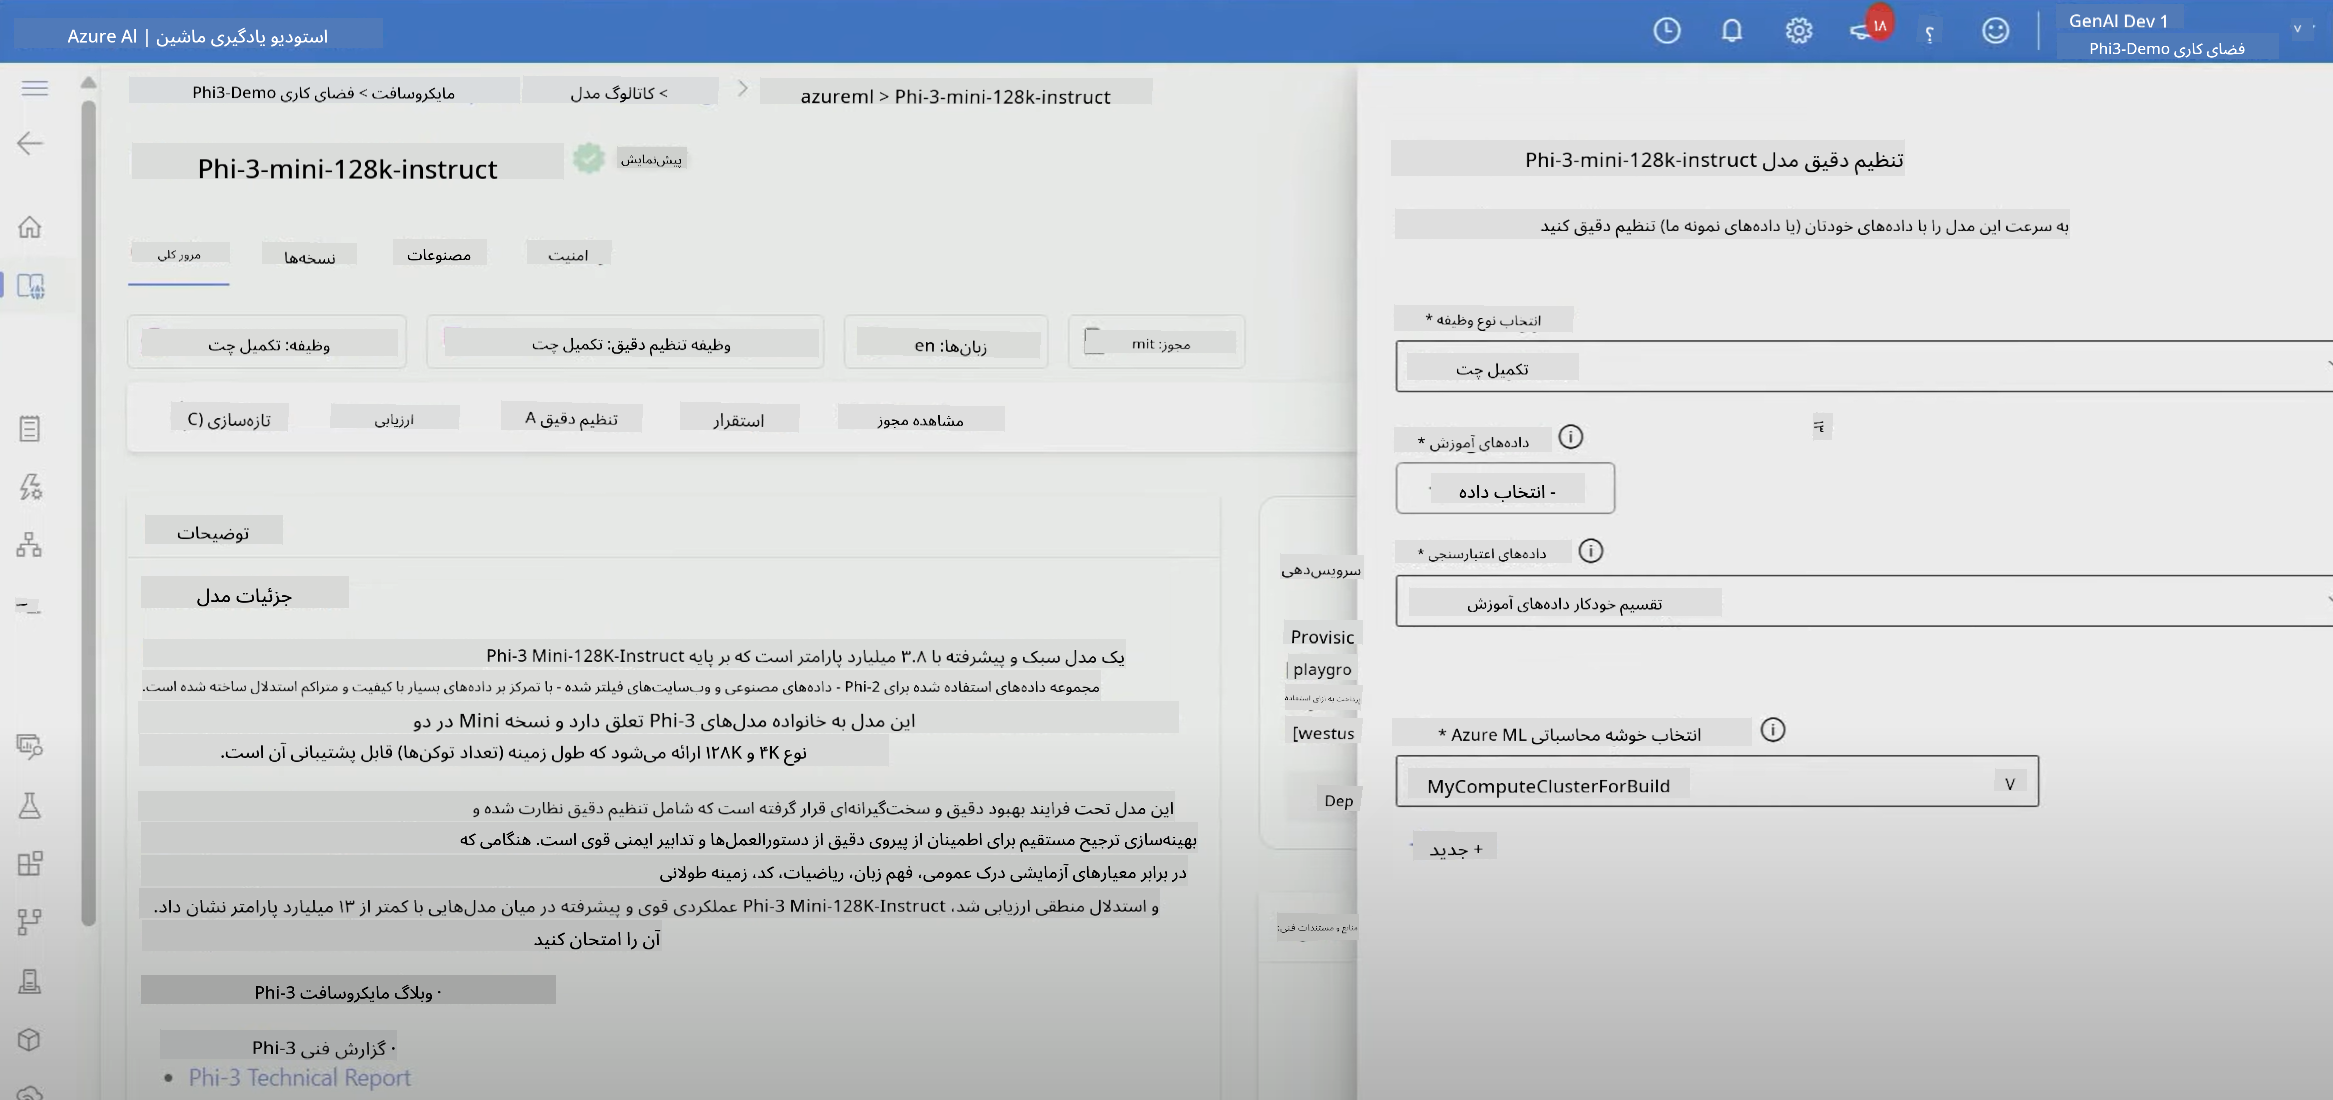 Azure AI | استودیو یادگیری ماشین
۱۸
؟
GenAI Dev 1
فضای کاری Phi3-Demo
مایکروسافت > فضای کاری Phi3-Demo
> کاتالوگ مدل
azureml > Phi-3-mini-128k-instruct
Phi-3-mini-128k-instruct
پیش‌نمایش
مرور کلی
نسخه‌ها
مصنوعات
امنیت
وظیفه: تکمیل چت
وظیفه تنظیم دقیق: تکمیل چت
زبان‌ها: en
مجوز: mit
تازه‌سازی (C
ارزیابی
تنظیم دقیق A
استقرار
مشاهده مجوز
توضیحات
جزئیات مدل
یک مدل سبک و پیشرفته با ۳.۸ میلیارد پارامتر است که بر پایه Phi-3 Mini-128K-Instruct
مجموعه داده‌های استفاده شده برای Phi-2 - داده‌های مصنوعی و وب‌سایت‌های فیلتر شده - با تمرکز بر داده‌های بسیار با کیفیت و متراکم استدلال ساخته شده است.
این مدل به خانواده مدل‌های Phi-3 تعلق دارد و نسخه Mini در دو
نوع ۴K و ۱۲۸K ارائه می‌شود که طول زمینه (تعداد توکن‌ها) قابل پشتیبانی آن است.
این مدل تحت فرایند بهبود دقیق و سخت‌گیرانه‌ای قرار گرفته است که شامل تنظیم دقیق نظارت شده و
بهینه‌سازی ترجیح مستقیم برای اطمینان از پیروی دقیق از دستورالعمل‌ها و تدابیر ایمنی قوی است. هنگامی که
در برابر معیارهای آزمایشی درک عمومی، فهم زبان، ریاضیات، کد، زمینه طولانی
و استدلال منطقی ارزیابی شد، Phi-3 Mini-128K-Instruct عملکردی قوی و پیشرفته در میان مدل‌هایی با کمتر از ۱۳ میلیارد پارامتر نشان داد.
آن را امتحان کنید
· وبلاگ مایکروسافت Phi-3
· گزارش فنی Phi-3
• Phi-3 Technical Report
سرویس‌دهی
Provisic
playgro
پرداخت به ازای استفاده
[westus
Dep
منابع و مستندات فنی:
تنظیم دقیق مدل Phi-3-mini-128k-instruct
به سرعت این مدل را با داده‌های خودتان (یا داده‌های نمونه ما) تنظیم دقیق کنید
انتخاب نوع وظیفه *
تکمیل چت
داده‌های آموزش *
- انتخاب داده
داده‌های اعتبارسنجی *
تقسیم خودکار داده‌های آموزش
انتخاب خوشه محاسباتی Azure ML *
MyComputeClusterForBuild
+ جدید